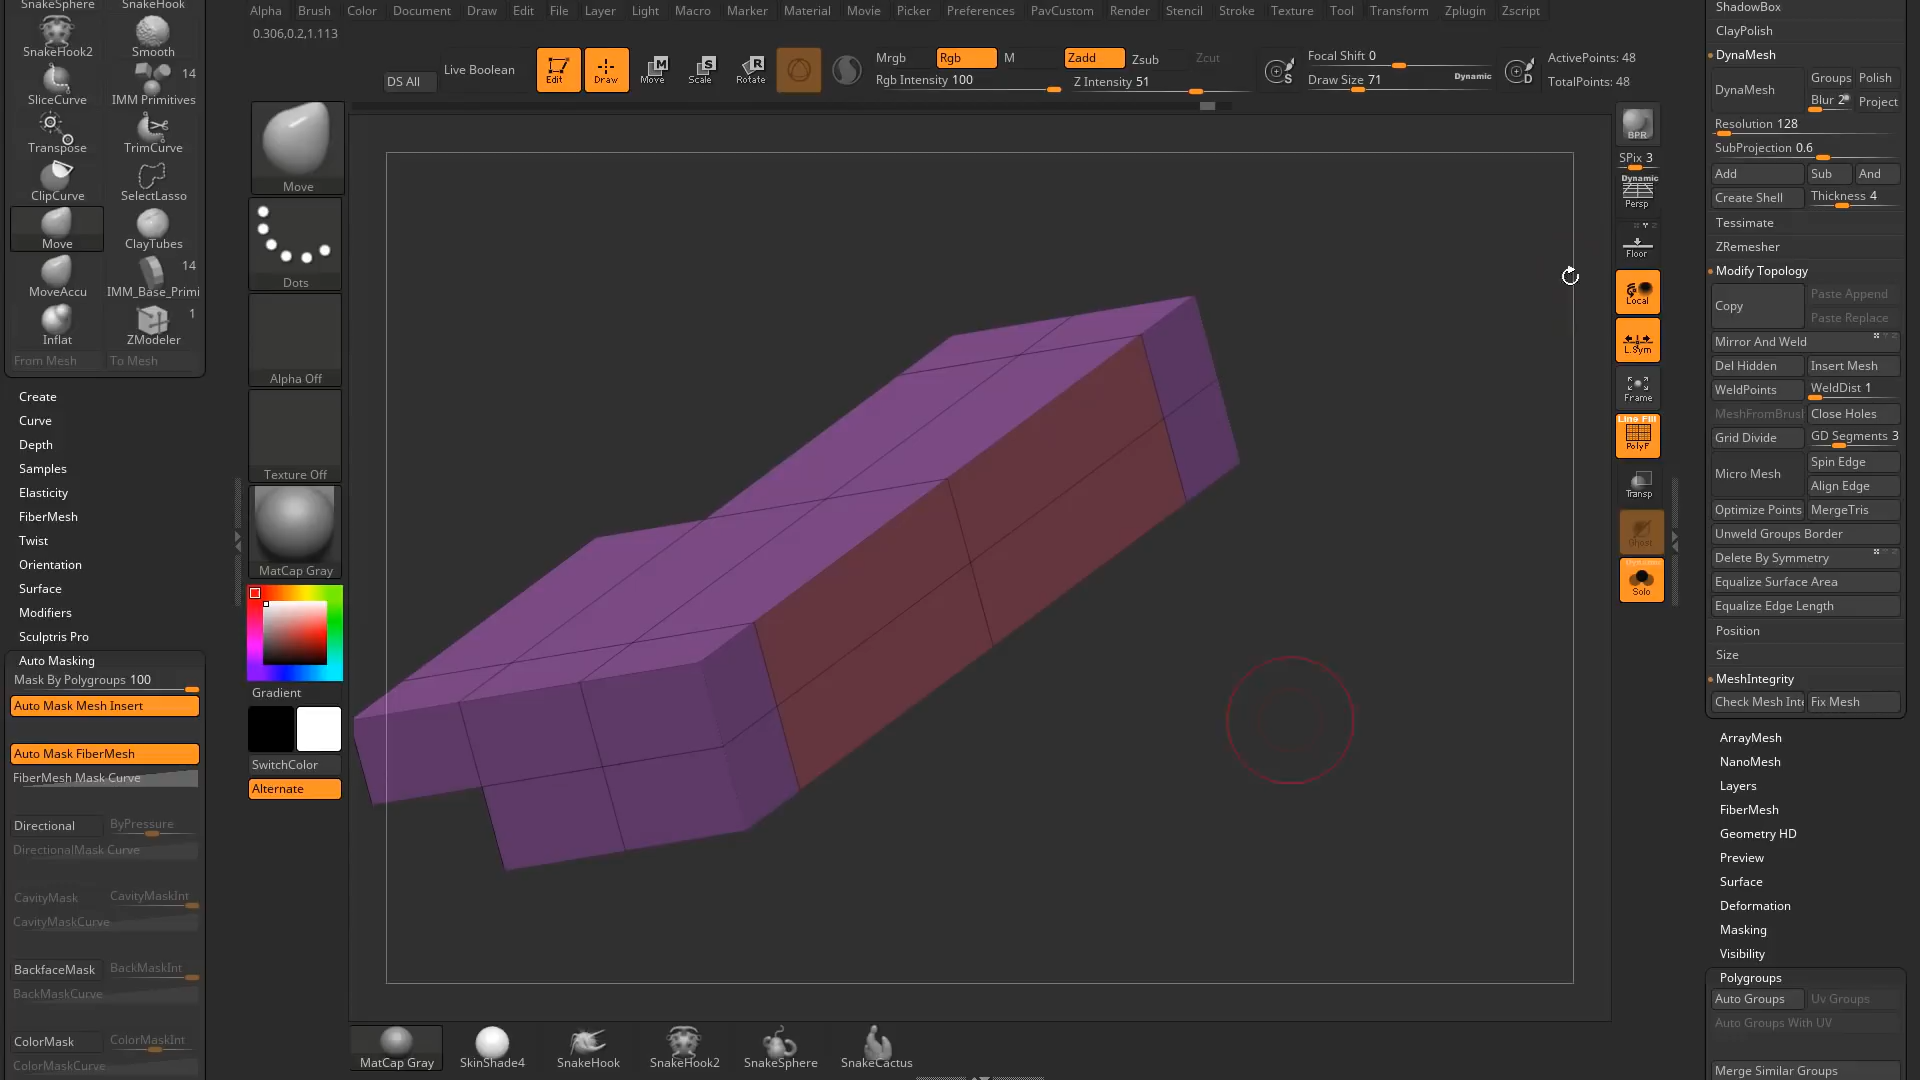 Alpha Brush Color Document Draw Edit File Layer Light Macro Marker Material Movie Picker Preferences PavCustom Render Stencil Stroke Texture Tool Transform Zplugin Zscript
0.306,0.2,1.113
SnakeSphere SnakeHook
SnakeHook2 Smooth
14
SliceCurve IMM Primitives
Transpose TrimCurve
ClipCurve SelectLasso
Move ClayTubes
14
MoveAccu IMM_Base_Primi
1
Inflat ZModeler
From Mesh To Mesh
Create
Curve
Depth
Samples
Elasticity
FiberMesh
Twist
Orientation
Surface
Modifiers
Sculptris Pro
Auto Masking
Mask By Polygroups 100
Auto Mask Mesh Insert
Auto Mask FiberMesh
FiberMesh Mask Curve
Directional ByPressure
DirectionalMask Curve
CavityMask CavityMaskInt
CavityMaskCurve
BackfaceMask BackMaskInt
BackMaskCurve
ColorMask ColorMaskInt
ColorMaskCurve
DS All
Live Boolean
Edit
Draw
M
Move
S
Scale
R
Rotate
Mrgb Rgb M
Rgb Intensity 100
Zadd Zsub Zcut
Z Intensity 51
S
Focal Shift 0
Draw Size 71 Dynamic
D
ActivePoints: 48
TotalPoints: 48
Move
Dots
Alpha Off
Texture Off
MatCap Gray
Gradient
SwitchColor
Alternate
BPR
SPix 3
Dynamic
Persp
Floor
Local
L.Sym
Frame
Line Fill
PolyF
Transp
Ghost
Dynamic
Solo
MatCap Gray SkinShade4 SnakeHook SnakeHook2 SnakeSphere SnakeCactus
ShadowBox
ClayPolish
DynaMesh
DynaMesh
Groups Polish
Blur 2 Project
Resolution 128
SubProjection 0.6
Add Sub And
Create Shell Thickness 4
Tessimate
ZRemesher
Modify Topology
Copy
Paste Append
Paste Replace
Mirror And Weld
Del Hidden Insert Mesh
WeldPoints WeldDist 1
MeshFromBrush Close Holes
Grid Divide GD Segments 3
Micro Mesh
Spin Edge
Align Edge
Optimize Points MergeTris
Unweld Groups Border
Delete By Symmetry
Equalize Surface Area
Equalize Edge Length
Position
Size
MeshIntegrity
Check Mesh Inte Fix Mesh
ArrayMesh
NanoMesh
Layers
FiberMesh
Geometry HD
Preview
Surface
Deformation
Masking
Visibility
Polygroups
Auto Groups Uv Groups
Auto Groups With UV
Merge Similar Groups